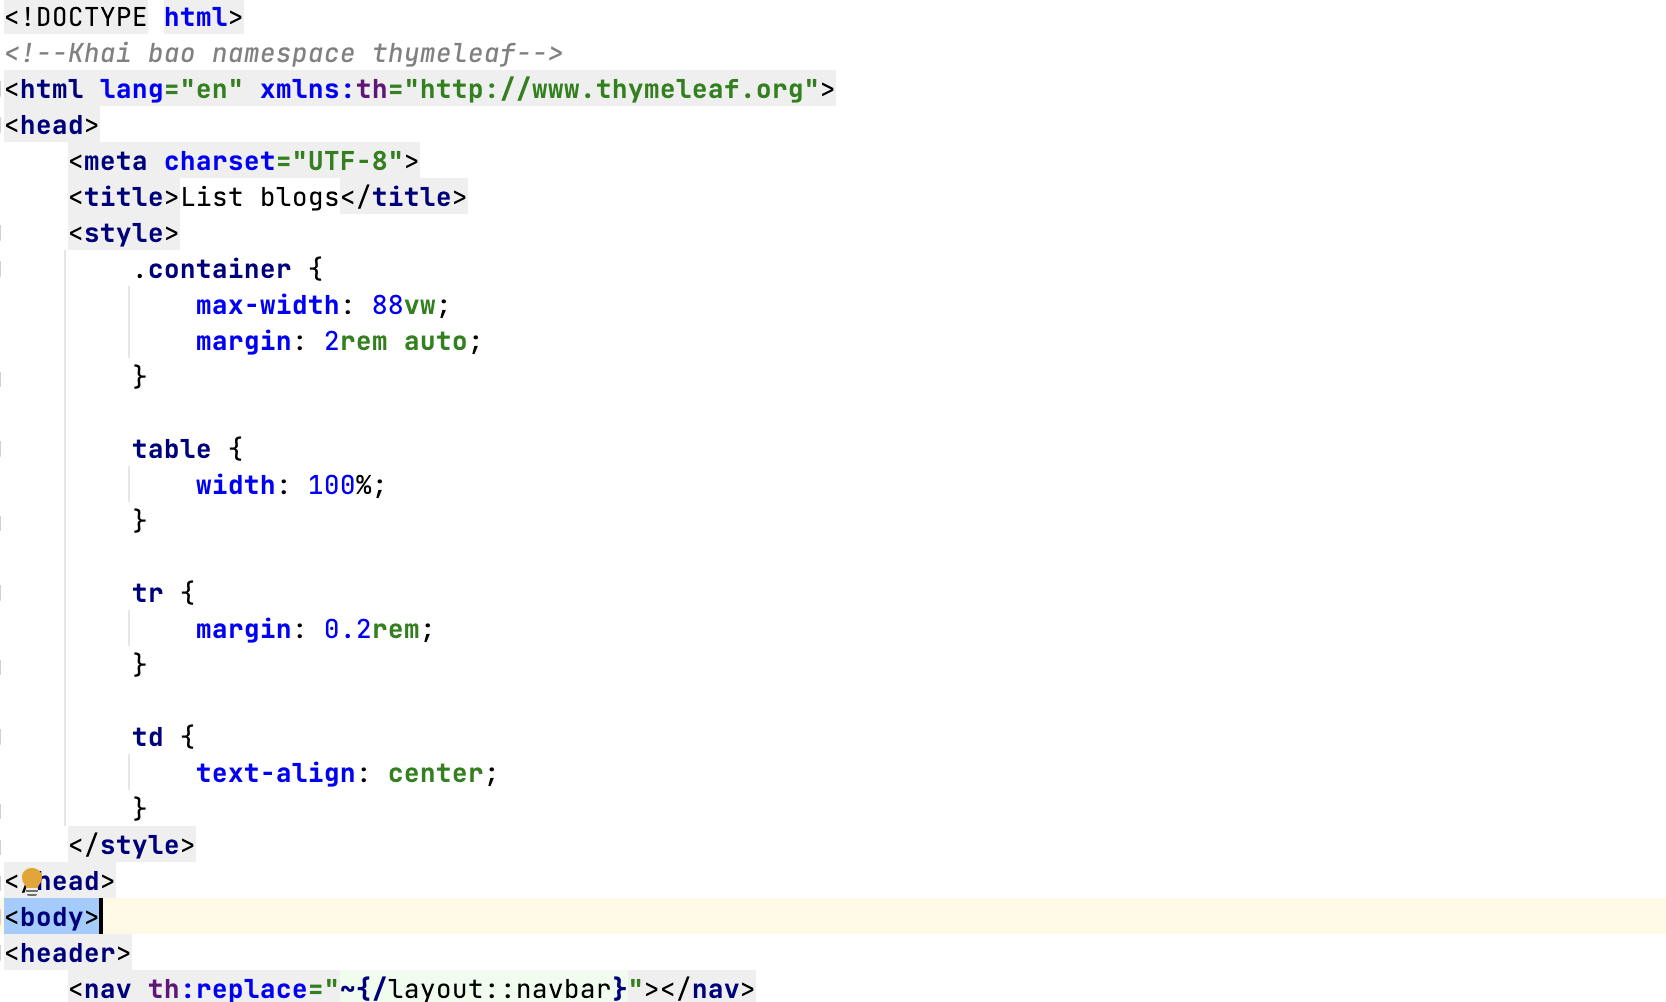 <!DOCTYPE html>
<!--Khai bao namespace thymeleaf-->
<html lang="en" xmlns:th="http://www.thymeleaf.org">
<head>
    <meta charset="UTF-8">
    <title>List blogs</title>
    <style>
        .container {
            max-width: 88vw;
            margin: 2rem auto;
        }

        table {
            width: 100%;
        }

        tr {
            margin: 0.2rem;
        }

        td {
            text-align: center;
        }
    </style>
</head>
<body>
<header>
    <nav th:replace="~{/layout::navbar}"></nav>